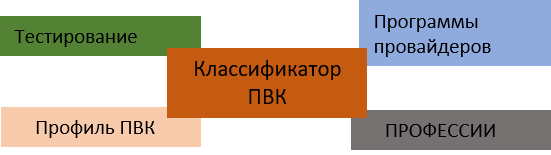 Тестирование
Программы
провайдеров
Классификатор
ПВК
Профиль ПВК
ПРОФЕССИИ